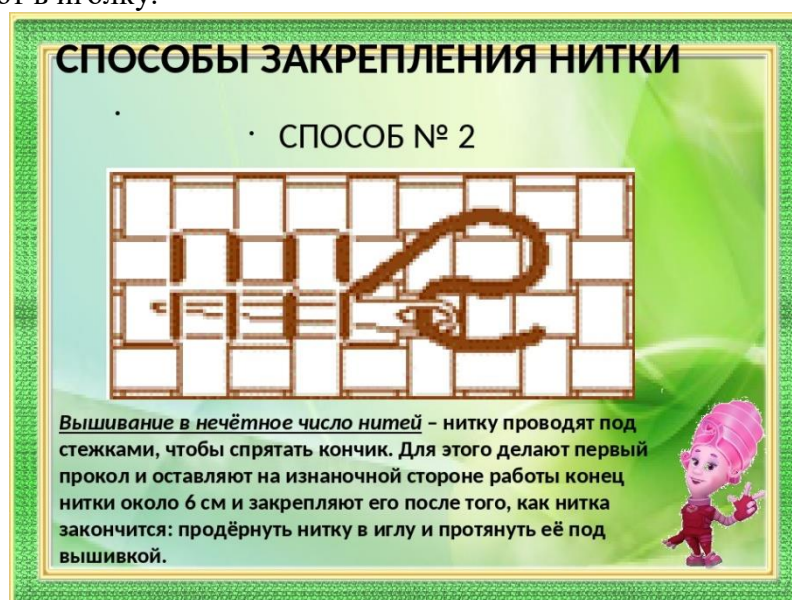 СПОСОБЫ ЗАКРЕПЛЕНИЯ НИТКИ
СПОСОБ № 2
Вышивание в нечётное число нитей – нитку проводят под
стежками, чтобы спрятать кончик. Для этого делают первый
прокол и оставляют на изнаночной стороне работы конец
нитки около 6 см и закрепляют его после того, как нитка
закончится: продёрнуть нитку в иглу и протянуть её под
вышивкой.